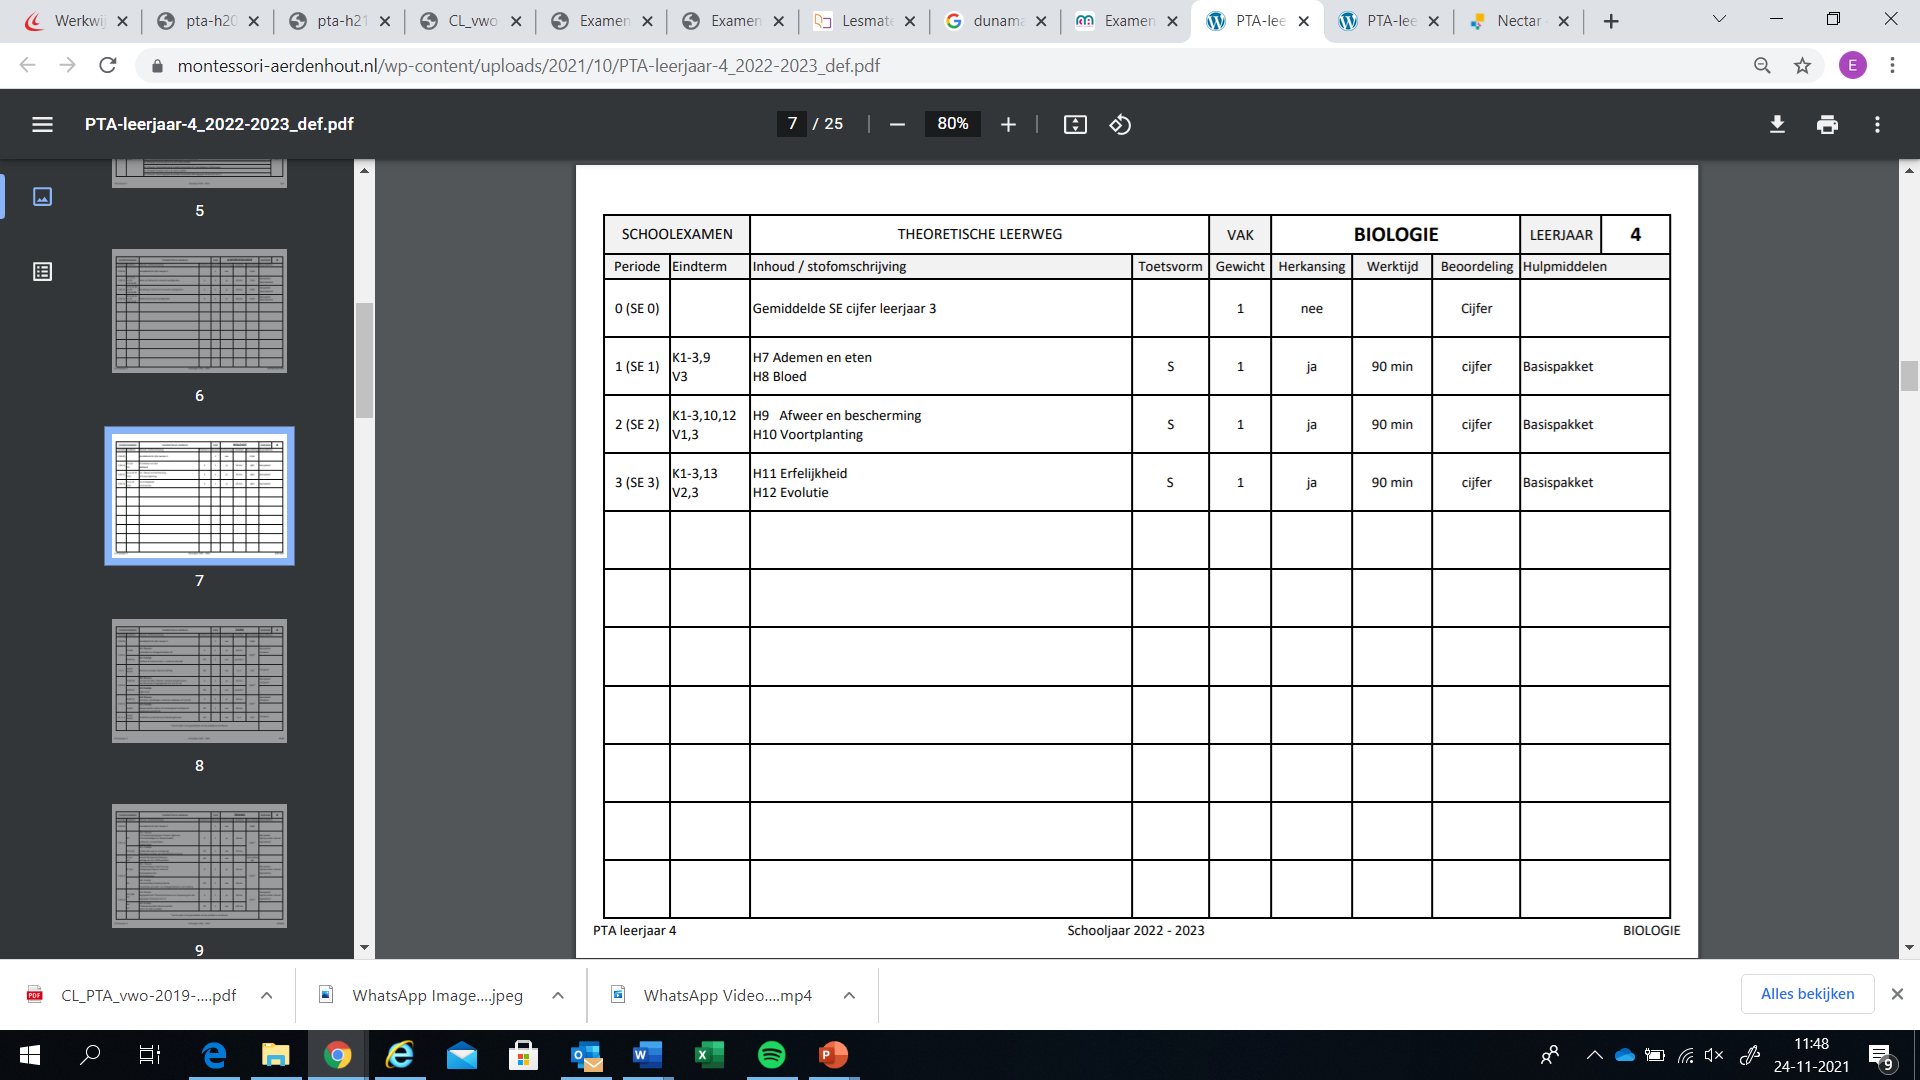 Werkwij
pta-h20
pta-h21
CL_vwo
Examen
Examen
Lesmate
dunama
Examen
PTA-lee
PTA-lee
Nectar
montessori-aerdenhout.nl/wp-content/uploads/2021/10/PTA-leerjaar-4_2022-2023_def.pdf
E
PTA-leerjaar-4_2022-2023_def.pdf
7 / 25
80%
5
6
7
8
9
SCHOOLEXAMEN THEORETISCHE LEERWEG VAK BIOLOGIE LEERJAAR 4
Periode Eindterm Inhoud / stofomschrijving Toetsvorm Gewicht Herkansing Werktijd Beoordeling Hulpmiddelen
0 (SE 0) Gemiddelde SE cijfer leerjaar 3 1 nee Cijfer
1 (SE 1) K1-3,9 H7 Ademen en eten S 1 ja 90 min cijfer Basispakket
V3 H8 Bloed
2 (SE 2) K1-3,10,12 H9 Afweer en bescherming S 1 ja 90 min cijfer Basispakket
V1,3 H10 Voortplanting
3 (SE 3) K1-3,13 H11 Erfelijkheid S 1 ja 90 min cijfer Basispakket
V2,3 H12 Evolutie
PTA leerjaar 4 Schooljaar 2022 - 2023 BIOLOGIE
CL_PTA_vwo-2019-....pdf
WhatsApp Image....jpeg
WhatsApp Video....mp4
Alles bekijken
11:48
24-11-2021
9